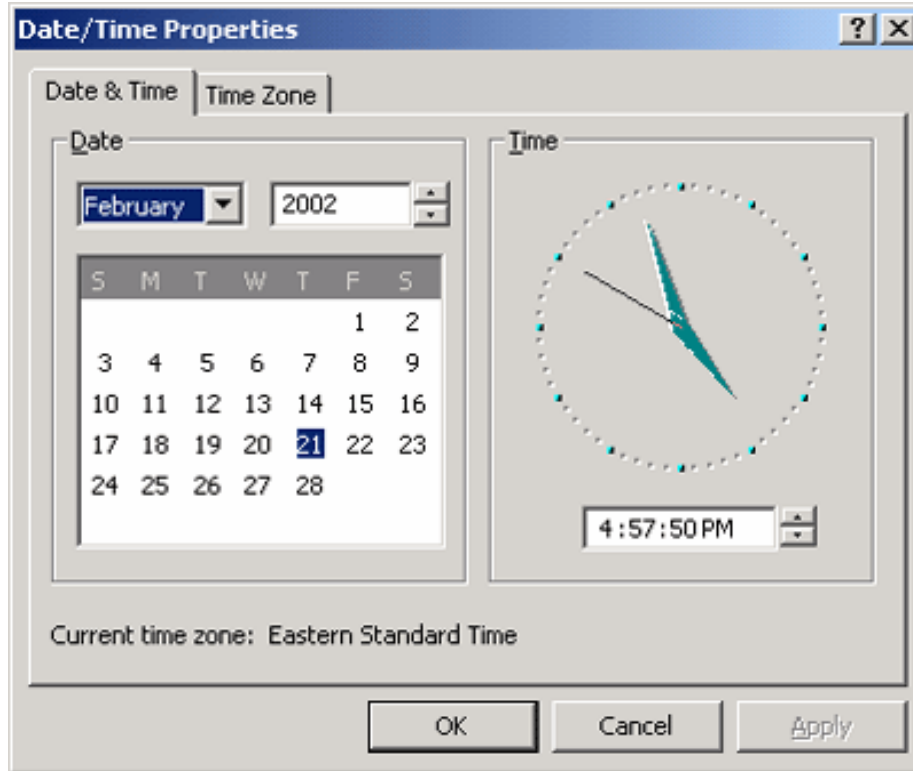 Date/Time Properties
Date & Time Time Zone
Date
February 2002
S M T W T F S
1 2
3 4 5 6 7 8 9
10 11 12 13 14 15 16
17 18 19 20 21 22 23
24 25 26 27 28
Time
4:57:50 PM
Current time zone: Eastern Standard Time
OK Cancel Apply